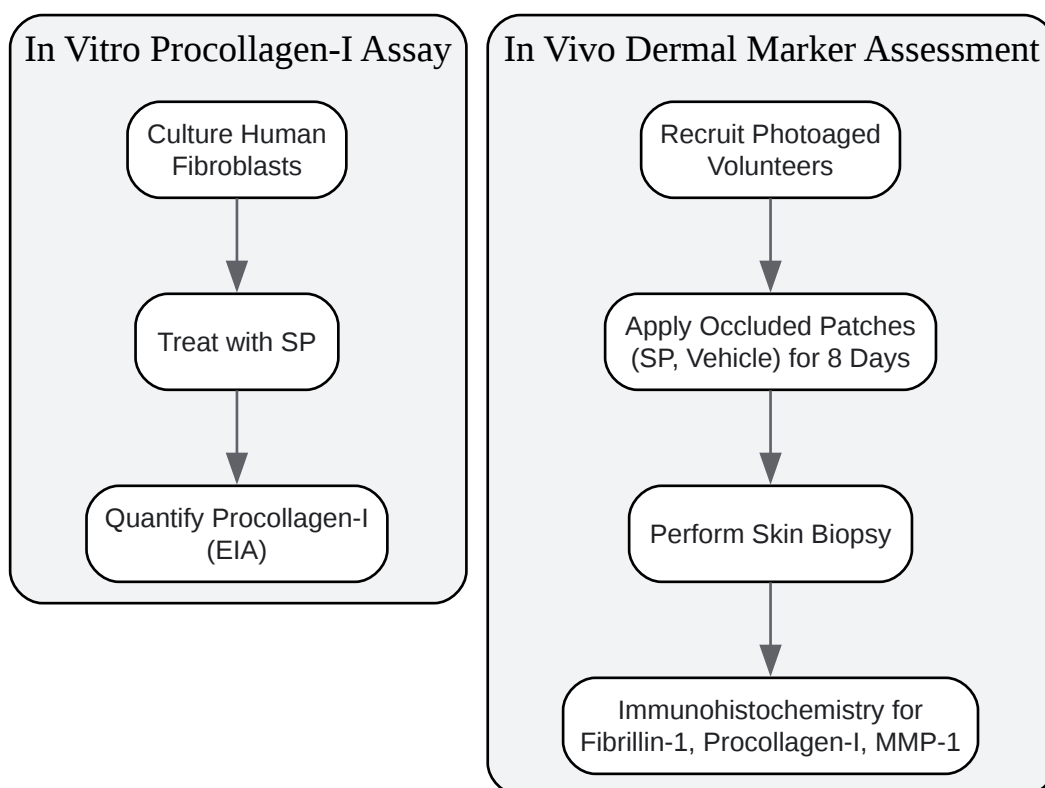 In Vitro Procollagen-I Assay
Culture Human
Fibroblasts
Treat with SP
Quantify Procollagen-I
(EIA)
In Vivo Dermal Marker Assessment
Recruit Photoaged
Volunteers
Apply Occluded Patches
(SP, Vehicle) for 8 Days
Perform Skin Biopsy
Immunohistochemistry for
Fibrillin-1, Procollagen-I, MMP-1